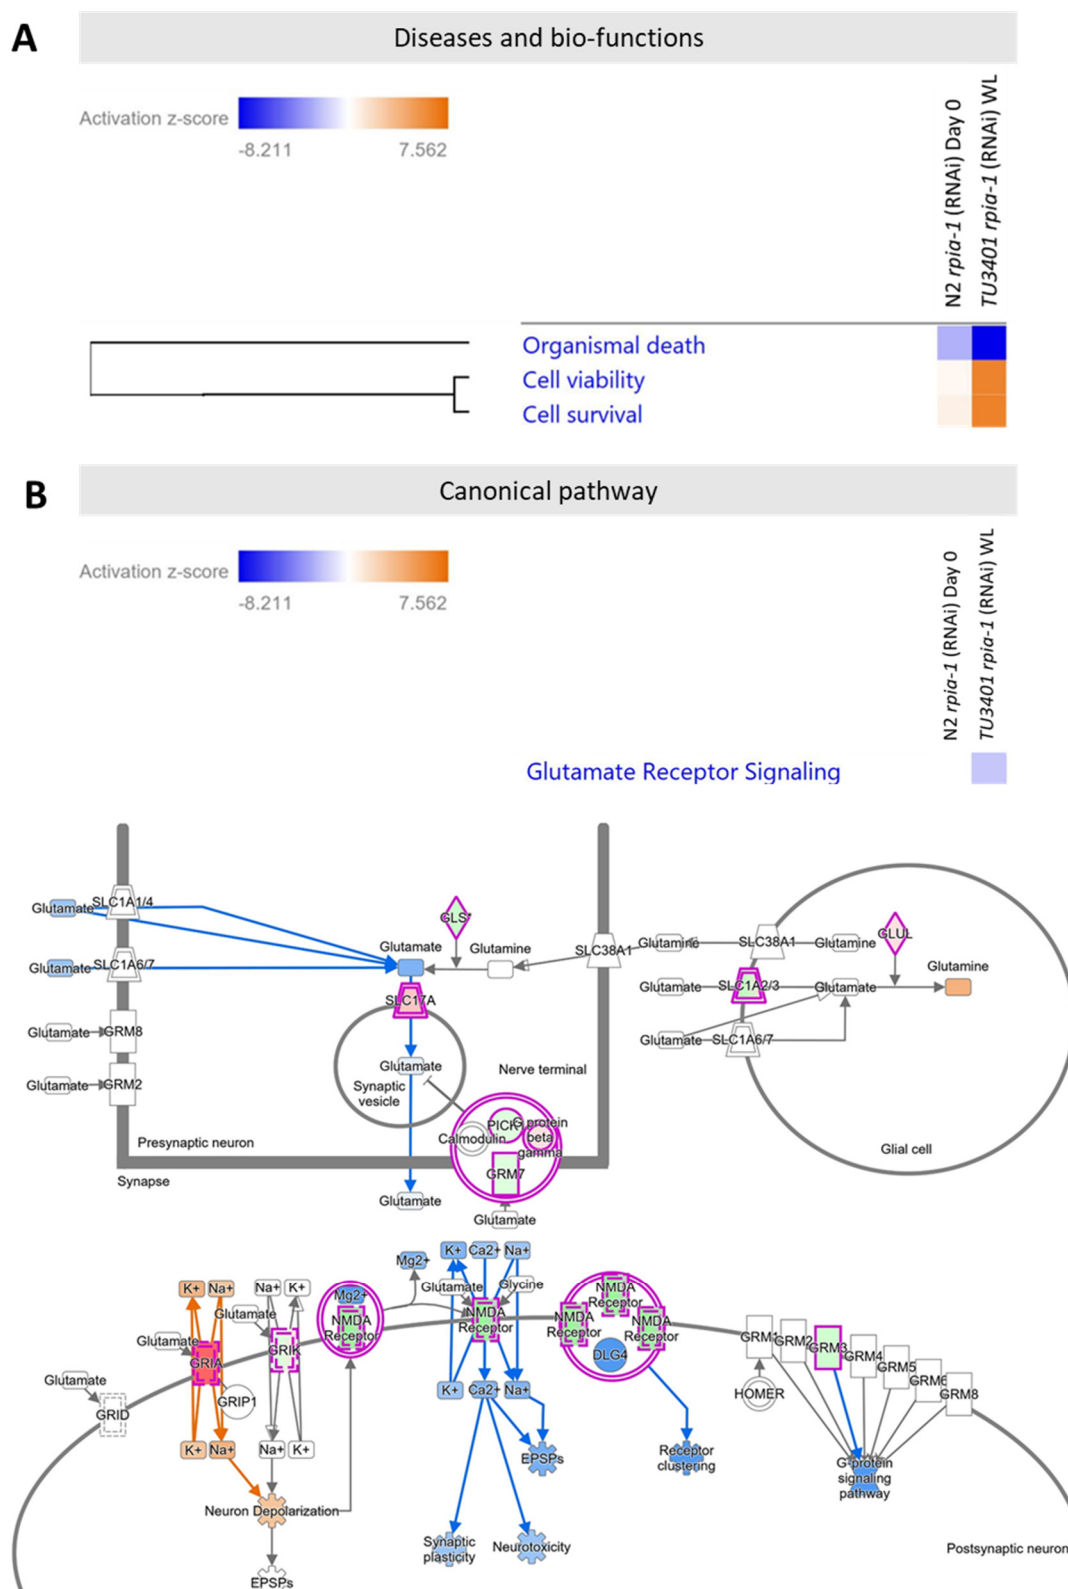 A
Diseases and bio-functions
Activation z-score
-8.211 7.562
N2 rpia-1 (RNAi) Day 0
TU3401 rpia-1 (RNAi) WL
Organismal death
Cell viability
Cell survival
B
Canonical pathway
Activation z-score
-8.211 7.562
N2 rpia-1 (RNAi) Day 0
TU3401 rpia-1 (RNAi) WL
Glutamate Receptor Signaling
Glutamate SLC1A1/4
GLS*
GLUL
Glutamate Glutamine SLC38A1 Glutamine SLC38A1 Glutamine
Glutamate SLC1A6/7
Glutamine
SLC17A
Glutamate SLC1A2/3 Glutamate
Glutamate GRM8
Glutamate SLC1A6/7
Glutamate
Synaptic
vesicle
Nerve terminal
Glutamate GRM2
Calmodulin
G protein
beta
gamma
GRM7
Presynaptic neuron
Glial cell
Synapse
Glutamate
Glutamate
K+ Ca2+ Na+
Mg2+
K+ Na+ Na+ K+
Glutamate Glycine
Mg2+
NMDA
Receptor
NMDA
Receptor
NMDA
Receptor
NMDA
Receptor
NMDA
Receptor
DLG4
Glutamate
Glutamate
GRIA
GRIK
GRIP1
Glutamate
GRID
GRM1 GRM2 GRM3 GRM4 GRM5 GRM6 GRM8
HOMER
K+ Ca2+ Na+
K+ Na+ Na+ K+
EPSPs
Receptor
clustering
G-protein
signaling
pathway
Neuron Depolarization
Synaptic
plasticity
Neurotoxicity
Postsynaptic neuron
EPSPs